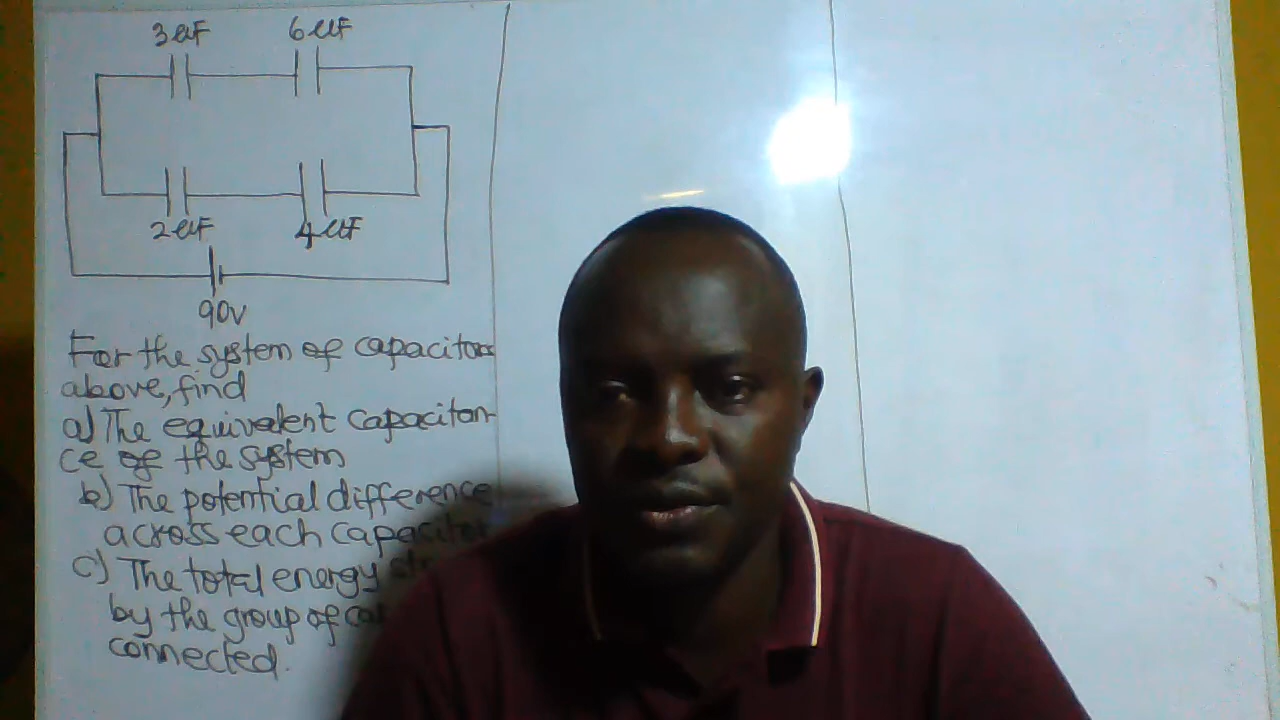 3uF 6uF
2uF 4uF
90V
For the system of capacitors
above, find
a) The equivalent capacitan-
ce of the system
b) The potential difference
across each capacitor
c) The total energy
by the group of
connected.